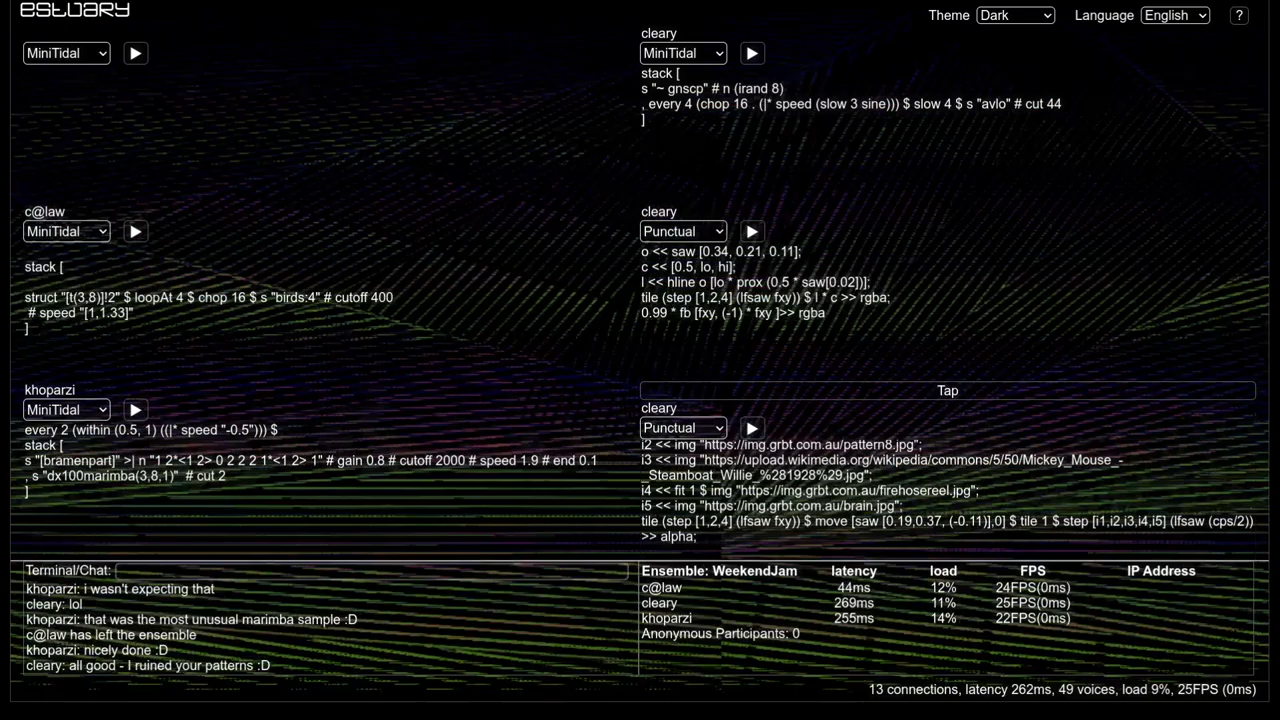 estuary
Theme Dark Language English ?
MiniTidal
cleary
MiniTidal
stack [
s "~ gnscp" # n (irand 8)
, every 4 (chop 16 . (|* speed (slow 3 sine))) $ slow 4 $ s "avlo" # cut 44
]
c@law
MiniTidal
stack [
struct "[t(3,8)]!2" $ loopAt 4 $ chop 16 $ s "birds:4" # cutoff 400
# speed "[1,1.33]"
]
cleary
Punctual
o << saw [0.34, 0.21, 0.11];
c << [0.5, lo, hi];
l << hline o [lo * prox (0.5 * saw[0.02])];
tile (step [1,2,4] (lfsaw fxy)) $ l * c >> rgba;
0.99 * fb [fxy, (-1) * fxy ]>> rgba
khoparzi
MiniTidal
every 2 (within (0.5, 1) ((|* speed "-0.5"))) $
stack [
s "[bramenpart]" >| n "1 2*<1 2> 0 2 2 2 1*<1 2> 1" # gain 0.8 # cutoff 2000 # speed 1.9 # end 0.1
, s "dx100marimba(3,8,1)" # cut 2
]
Tap
cleary
Punctual
i2 << img "https://img.grbt.com.au/pattern8.jpg";
i3 << img "https://upload.wikimedia.org/wikipedia/commons/5/50/Mickey_Mouse_-
_Steamboat_Willie_%281928%29.jpg";
i4 << fit 1 $ img "https://img.grbt.com.au/firehosereel.jpg";
i5 << img "https://img.grbt.com.au/brain.jpg";
tile (step [1,2,4] (lfsaw fxy)) $ move [saw [0.19,0.37, (-0.11)],0] $ tile 1 $ step [i1,i2,i3,i4,i5] (lfsaw (cps/2))
>> alpha;
Terminal/Chat:
khoparzi: i wasn't expecting that
cleary: lol
khoparzi: that was the most unusual marimba sample :D
c@law has left the ensemble
khoparzi: nicely done :D
cleary: all good - I ruined your patterns :D
Ensemble: WeekendJam latency load FPS IP Address
c@law 44ms 12% 24FPS(0ms)
cleary 269ms 11% 25FPS(0ms)
khoparzi 255ms 14% 22FPS(0ms)
Anonymous Participants: 0
13 connections, latency 262ms, 49 voices, load 9%, 25FPS (0ms)